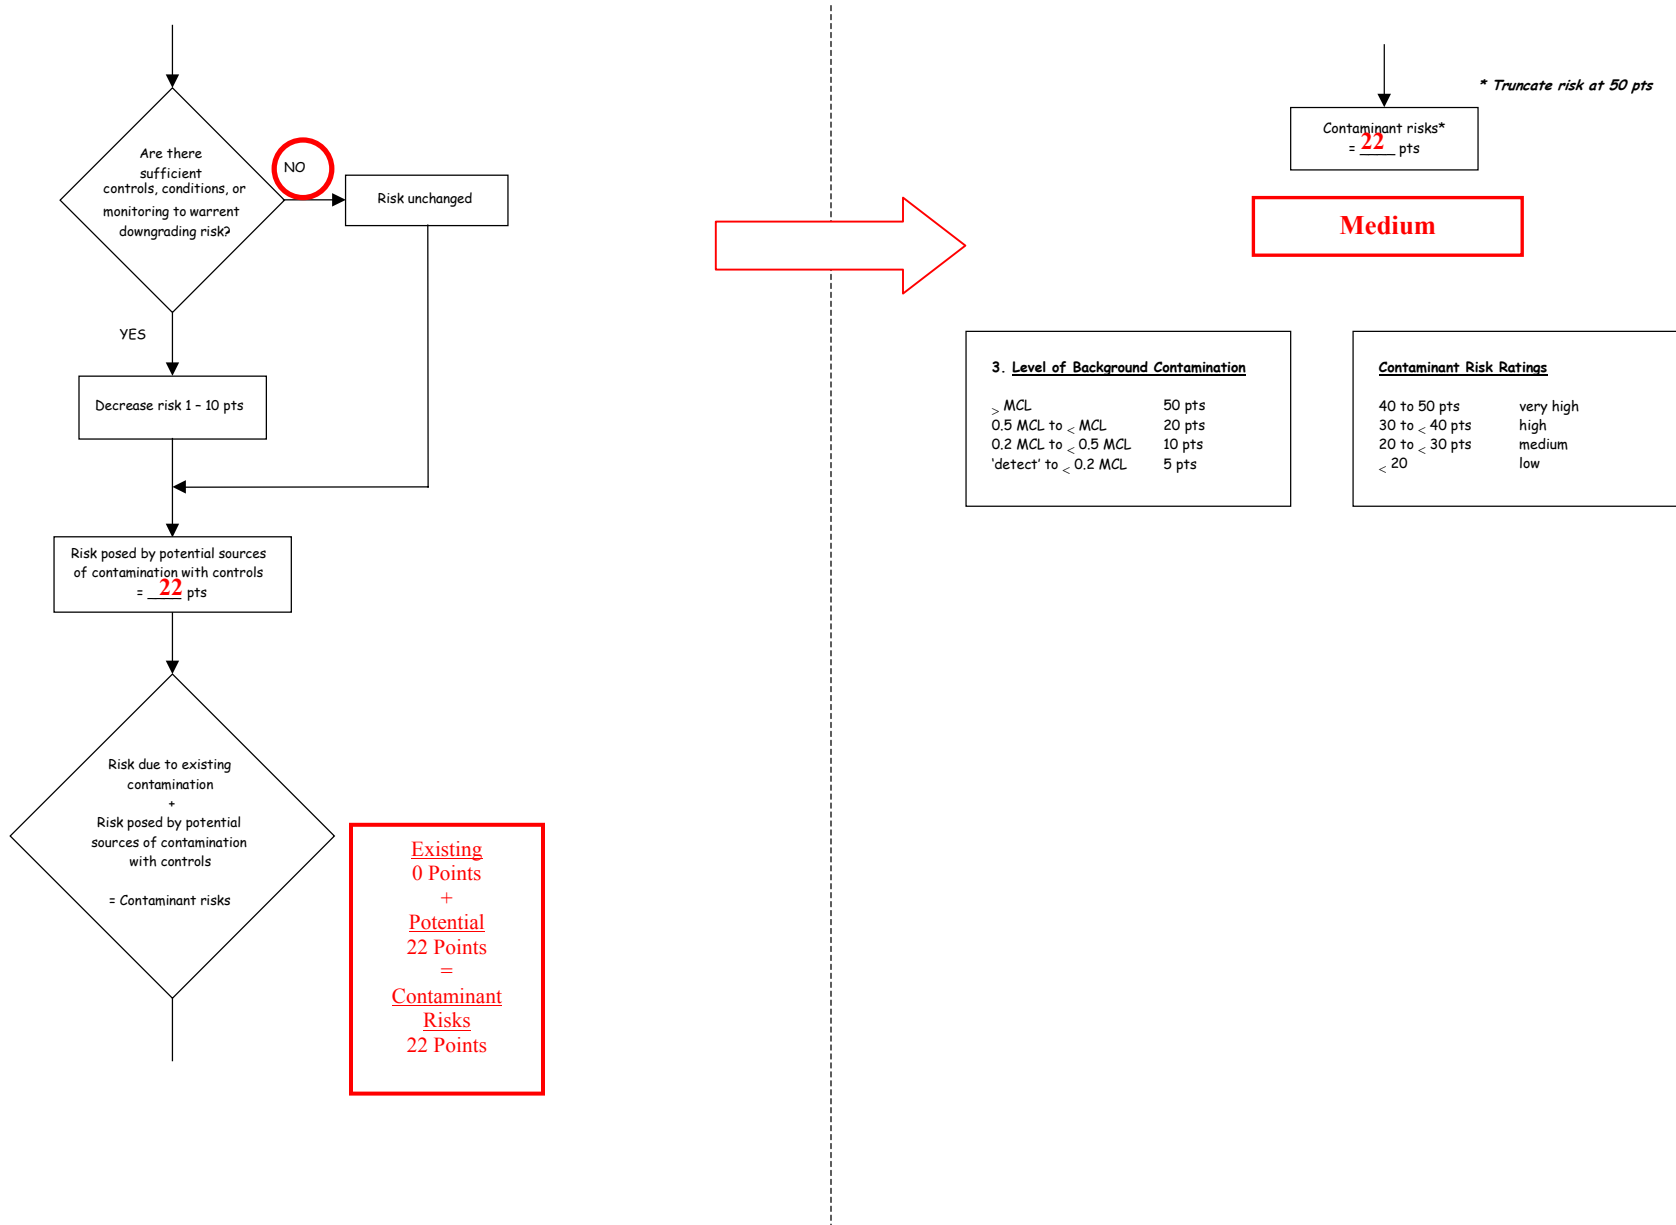 Are there
sufficient
controls, conditions, or
monitoring to warrent
downgrading risk?
NO
Risk unchanged
YES
Decrease risk 1 – 10 pts
Risk posed by potential sources
of contamination with controls
= 22 pts
Risk due to existing
contamination
+
Risk posed by potential
sources of contamination
with controls
= Contaminant risks
Existing
0 Points
+
Potential
22 Points
=
Contaminant
Risks
22 Points
* Truncate risk at 50 pts
Contaminant risks*
= 22 pts
Medium
3. Level of Background Contamination
> MCL 50 pts
0.5 MCL to < MCL 20 pts
0.2 MCL to < 0.5 MCL 10 pts
'detect' to < 0.2 MCL 5 pts
Contaminant Risk Ratings
40 to 50 pts very high
30 to < 40 pts high
20 to < 30 pts medium
< 20 low